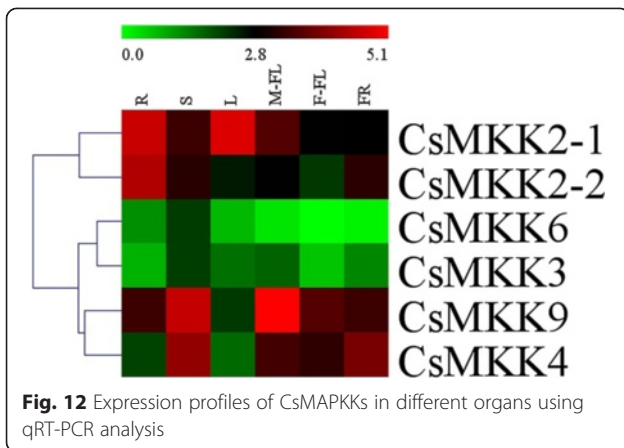 0.0 2.8 5.1
R S L M-FL F-FL FR
CsMKK2-1
CsMKK2-2
CsMKK6
CsMKK3
CsMKK9
CsMKK4
Fig. 12 Expression profiles of CsMAPKKs in different organs using
qRT-PCR analysis